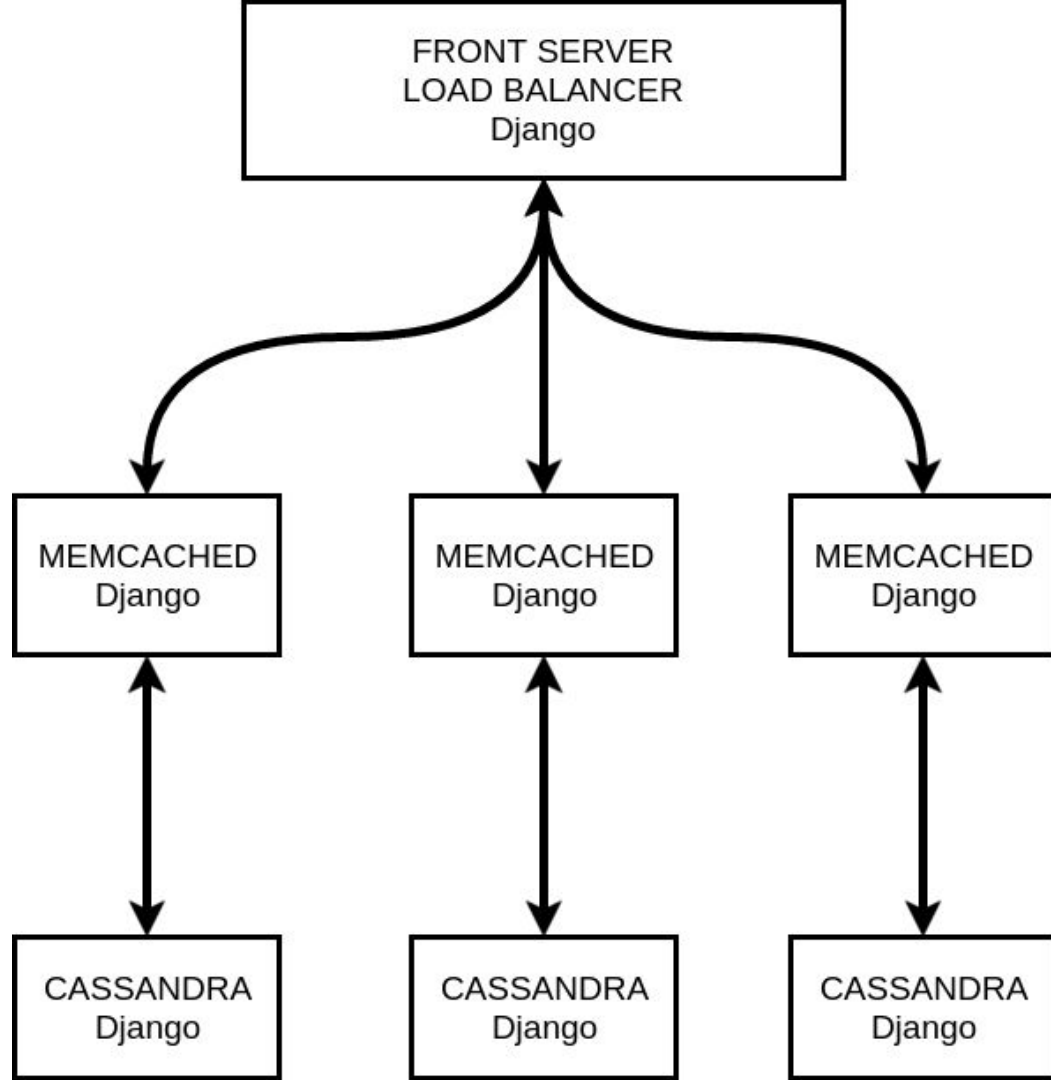 FRONT SERVER
LOAD BALANCER
Django
MEMCACHED
Django
MEMCACHED
Django
MEMCACHED
Django
CASSANDRA
Django
CASSANDRA
Django
CASSANDRA
Django